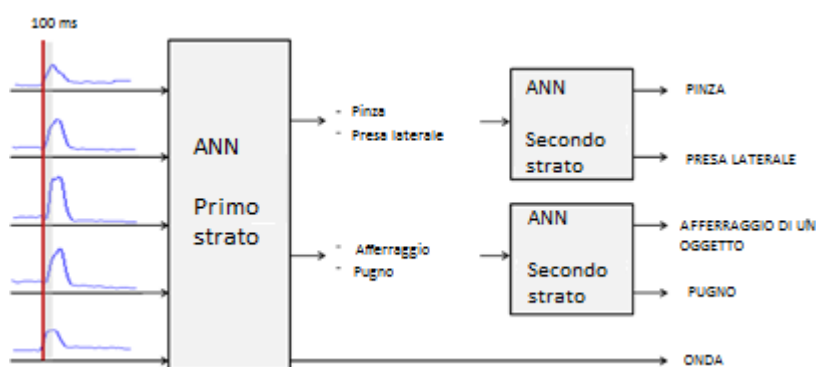 100 ms
ANN
Primo
strato
- Pinza
- Presa laterale
- Afferraggio
- Pugno
ANN
Secondo
strato
ANN
Secondo
strato
PINZA
PRESA LATERALE
AFFERRAGGIO DI UN
OGGETTO
PUGNO
ONDA